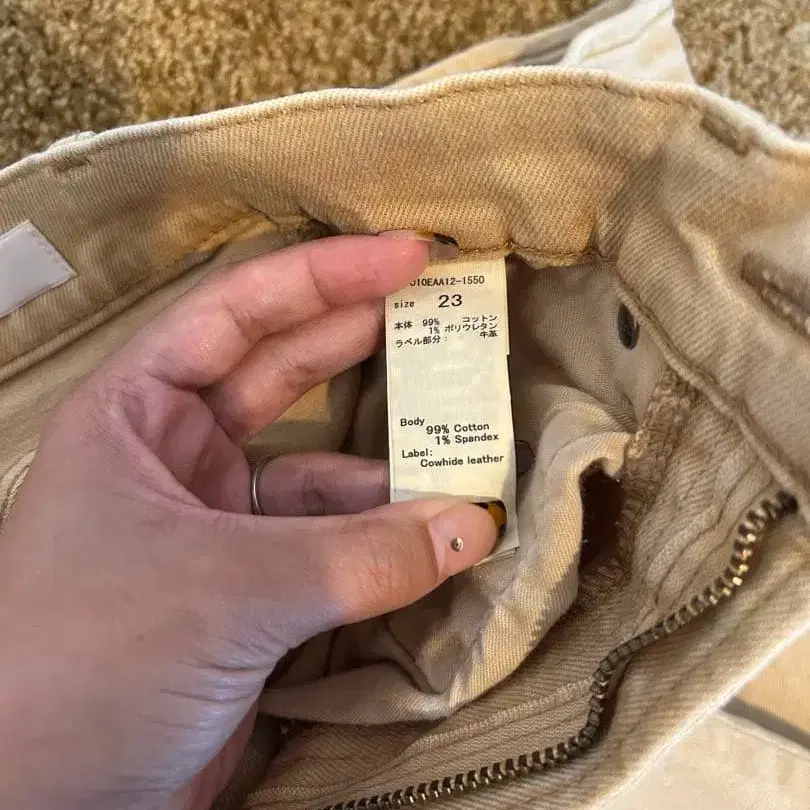 010EAA12-1550
size 23
本体 99% コットン
1% ポリウレタン
ラベル部分: 牛革
Body
99% Cotton
1% Spandex
Label:
Cowhide leather